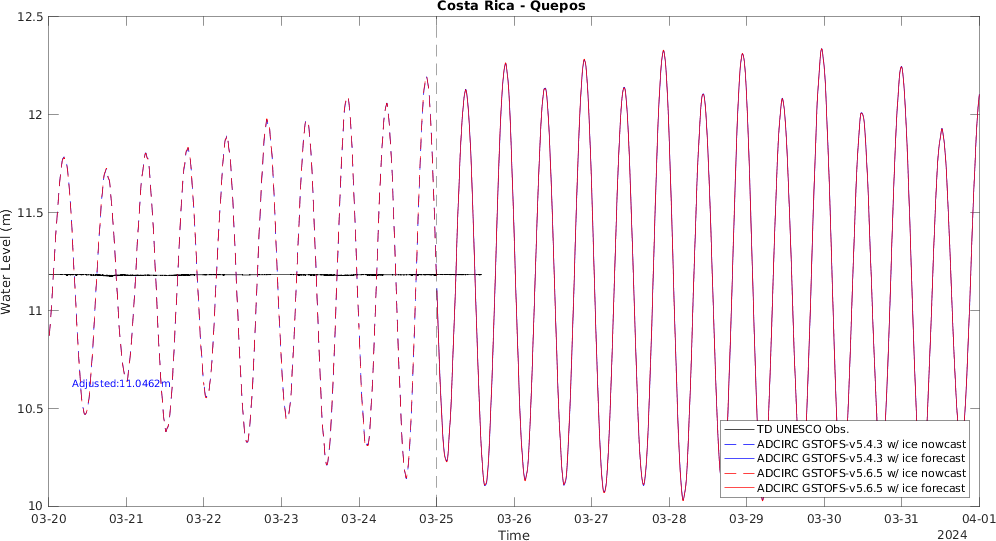 Costa Rica - Quepos
12.5
12
11.5
11
10.5
10
Water Level (m)
Adjusted:11.0462m
TD UNESCO Obs.
ADCIRC GSTOFS-v5.4.3 w/ ice nowcast
ADCIRC GSTOFS-v5.4.3 w/ ice forecast
ADCIRC GSTOFS-v5.6.5 w/ ice nowcast
ADCIRC GSTOFS-v5.6.5 w/ ice forecast
03-20 03-21 03-22 03-23 03-24 03-25 03-26 03-27 03-28 03-29 03-30 03-31 04-01
Time
2024